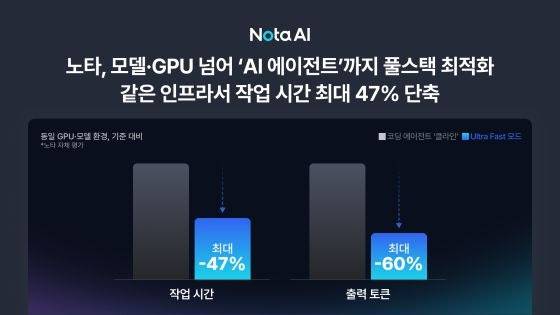 Nota AI
노타, 모델·GPU 넘어 ‘AI 에이전트’까지 풀스택 최적화
같은 인프라서 작업 시간 최대 47% 단축
동일 GPU·모델 환경, 기준 대비
*노타 자체 평가
코딩 에이전트 '클라인' Ultra Fast 모드
최대
-47%
최대
-60%
작업 시간
출력 토큰